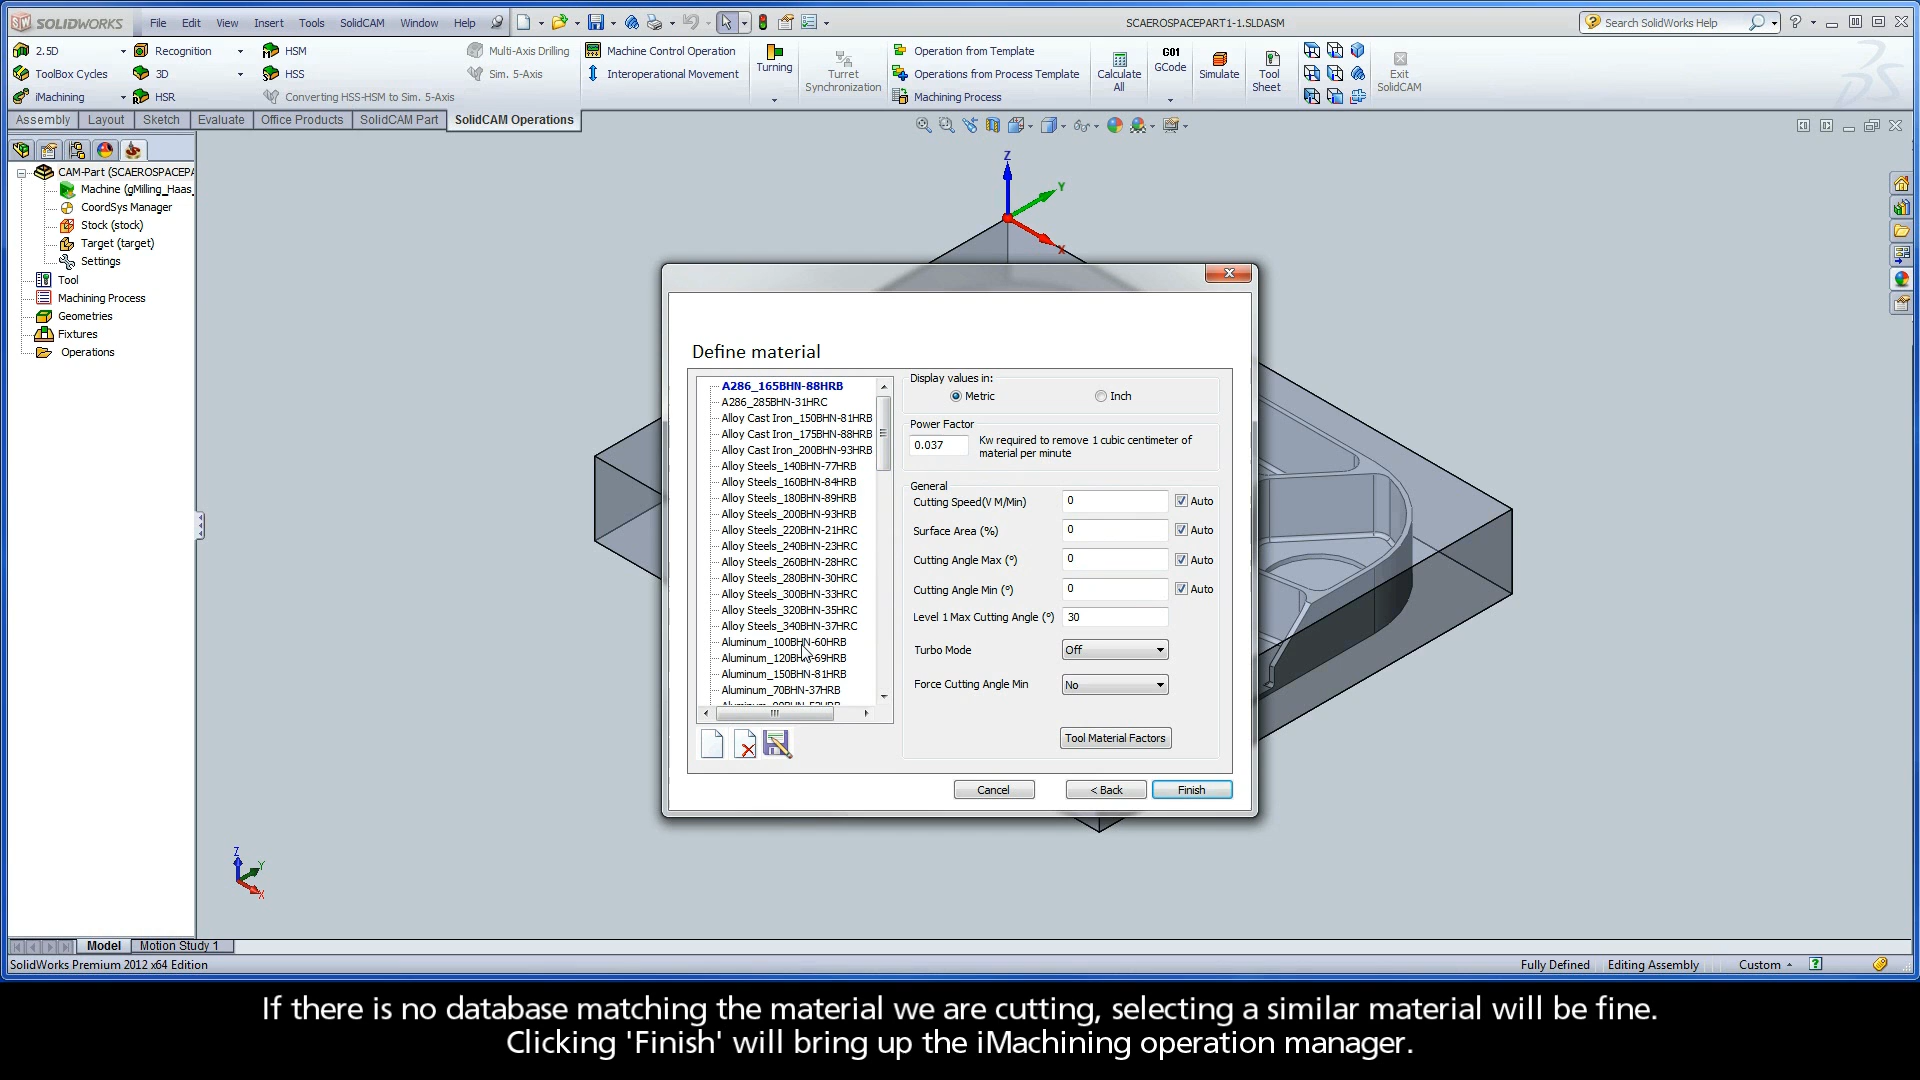 SOLIDWORKS File Edit View Insert Tools SolidCAM Window Help SCAEROSPACEPART1-1.SLDASM Search SolidWorks Help
2.5D Recognition HSM Multi-Axis Drilling Machine Control Operation Operation from Template
ToolBox Cycles 3D HSS Sim. 5-Axis Interoperational Movement Operations from Process Template
iMachining HSR Converting HSS-HSM to Sim. 5-Axis Machining Process
Turning
Turret
Synchronization
Calculate
All
G01
GCode
Simulate
Tool
Sheet
Exit
SolidCAM
Assembly Layout Sketch Evaluate Office Products SolidCAM Part SolidCAM Operations
CAM-Part (SCAEROSPACEPA
Machine (gMilling_Haas_
CoordSys Manager
Stock (stock)
Target (target)
Settings
Tool
Machining Process
Geometries
Fixtures
Operations
Z
Y
X
Define material
A286_165BHN-88HRB
A286_285BHN-31HRC
Alloy Cast Iron_150BHN-81HRB
Alloy Cast Iron_175BHN-88HRB
Alloy Cast Iron_200BHN-93HRB
Alloy Steels_140BHN-77HRB
Alloy Steels_160BHN-84HRB
Alloy Steels_180BHN-89HRB
Alloy Steels_200BHN-93HRB
Alloy Steels_220BHN-21HRC
Alloy Steels_240BHN-23HRC
Alloy Steels_260BHN-28HRC
Alloy Steels_280BHN-30HRC
Alloy Steels_300BHN-33HRC
Alloy Steels_320BHN-35HRC
Alloy Steels_340BHN-37HRC
Aluminum_100BHN-60HRB
Aluminum_120BHN-69HRB
Aluminum_150BHN-81HRB
Aluminum_70BHN-37HRB
Display values in:
Metric Inch
Power Factor
0.037 Kw required to remove 1 cubic centimeter of
material per minute
General
Cutting Speed(V M/Min) 0 Auto
Surface Area (%) 0 Auto
Cutting Angle Max (º) 0 Auto
Cutting Angle Min (º) 0 Auto
Level 1 Max Cutting Angle (º) 30
Turbo Mode Off
Force Cutting Angle Min No
Tool Material Factors
Cancel < Back Finish
Z
Y
X
Model Motion Study 1
SolidWorks Premium 2012 x64 Edition Fully Defined Editing Assembly Custom
If there is no database matching the material we are cutting, selecting a similar material will be fine.
Clicking 'Finish' will bring up the iMachining operation manager.